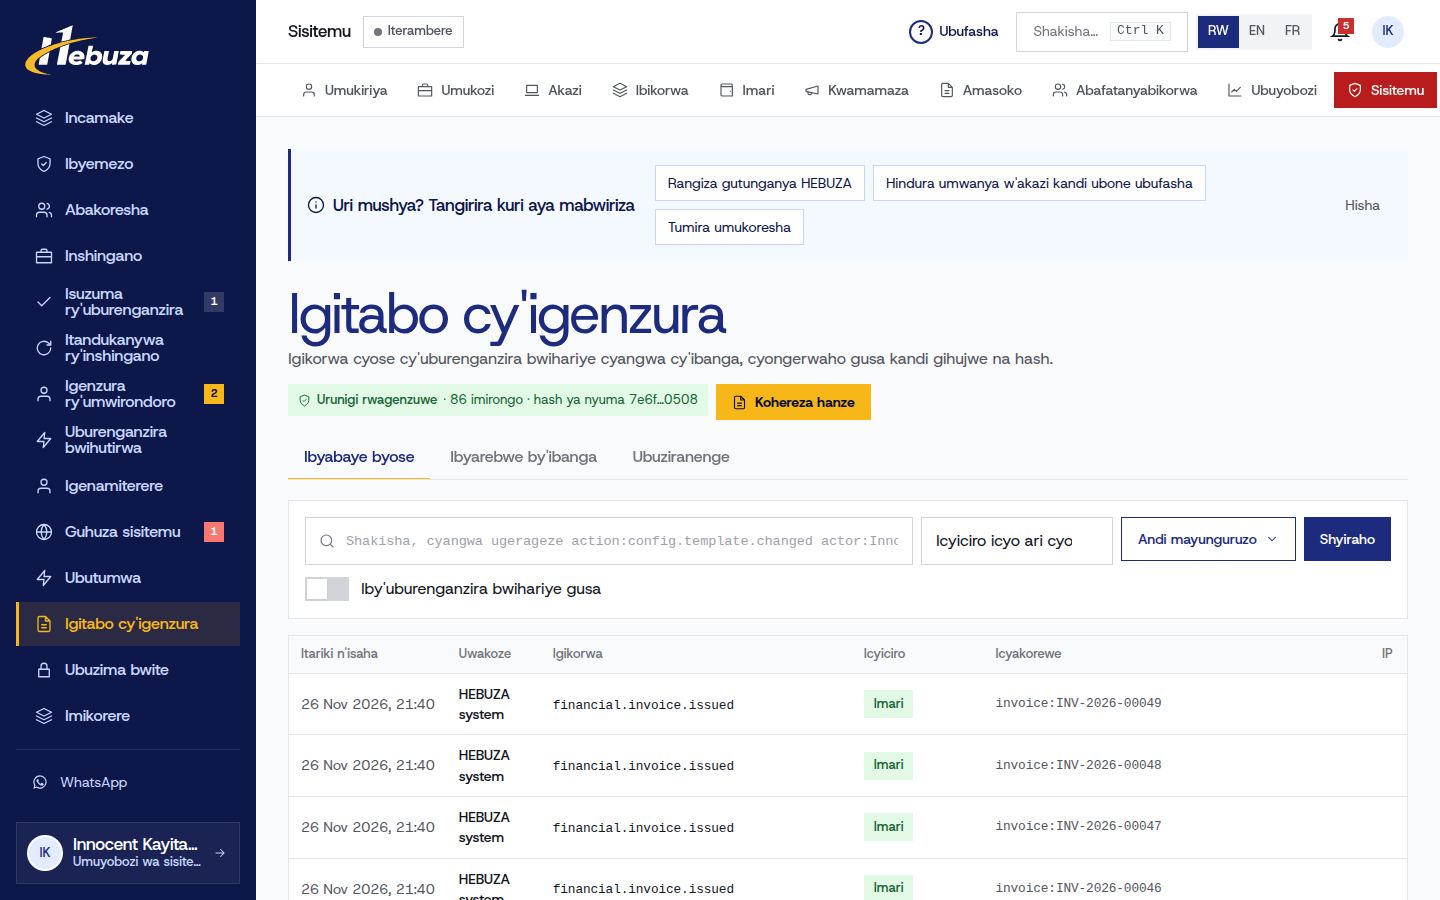 Hebuza
Sisitemu
Iterambere
? Ubufasha
Shakisha... Ctrl K
RW EN FR
5
IK
Umukiriya
Umukozi
Akazi
Ibikorwa
Imari
Kwamamaza
Amasoko
Abafatanyabikorwa
Ubuyobozi
Sisitemu
Incamake
Ibyemezo
Abakoresha
Inshingano
Isuzuma
ry'uburenganzira
1
Itandukanywa
ry'inshingano
Igenzura
ry'umwirondoro
2
Uburenganzira
bwihutirwa
Igenamiterere
Guhuza sisitemu
1
Ubutumwa
Igitabo cy'igenzura
Ubuzima bwite
Imikorere
WhatsApp
IK
Innocent Kayita...
Umuyobozi wa sisite...
Uri mushya? Tangirira kuri aya mabwiriza
Rangiza gutunganya HEBUZA
Hindura umwanya w'akazi kandi ubone ubufasha
Tumira umukoresha
Hisha
Igitabo cy'igenzura
Igikorwa cyose cy'uburenganzira bwihariye cyangwa cy'ibanga, cyongerwaho gusa kandi gihujwe na hash.
Urunigi rwagenzuwe · 86 imirongo · hash ya nyuma 7e6f…0508
Kohereza hanze
Ibyabaye byose
Ibyarebwe by'ibanga
Ubuziranenge
Shakisha, cyangwa ugerageze action:config.template.changed actor:Inno
Icyiciro icyo ari cyo
Andi mayunguruzo
Shyiraho
Iby'uburenganzira bwihariye gusa
Itariki n'isaha Uwakoze Igikorwa Icyiciro Icyakorewe IP
26 Nov 2026, 21:40 HEBUZA system financial.invoice.issued Imari invoice:INV-2026-00049
26 Nov 2026, 21:40 HEBUZA system financial.invoice.issued Imari invoice:INV-2026-00048
26 Nov 2026, 21:40 HEBUZA system financial.invoice.issued Imari invoice:INV-2026-00047
26 Nov 2026, 21:40 HEBUZA system financial.invoice.issued Imari invoice:INV-2026-00046